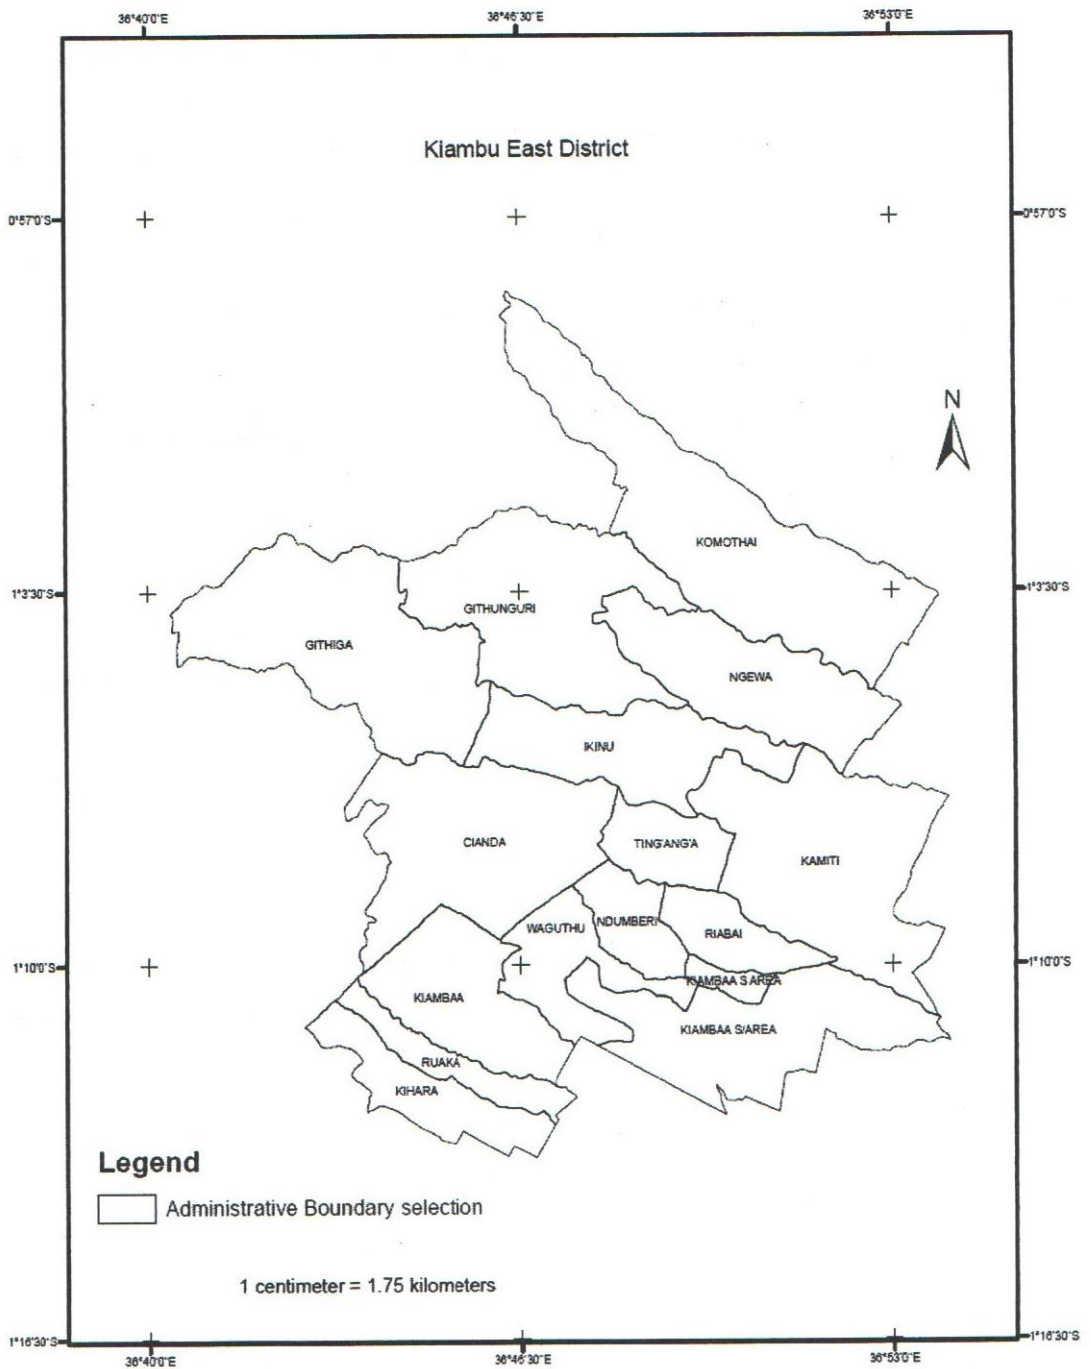 36°40'0"E 36°46'30"E 36°53'0"E
Kiambu East District
0°57'0"S 0°57'0"S
N
KOMOTHAI
1°3'30"S 1°3'30"S
GITHUNGURI
GITHIGA
NGEWA
IKINU
CIANDA
TING'ANG'A
KAMITI
WAGUTHU
NDUMBERI
RIABAI
1°10'0"S 1°10'0"S
KIAMBAA S/AREA
KIAMBAA
KIAMBAA S/AREA
RUAKA
KIHARA
Legend
Administrative Boundary selection
1 centimeter = 1.75 kilometers
1°16'30"S 1°16'30"S
36°40'0"E 36°46'30"E 36°53'0"E